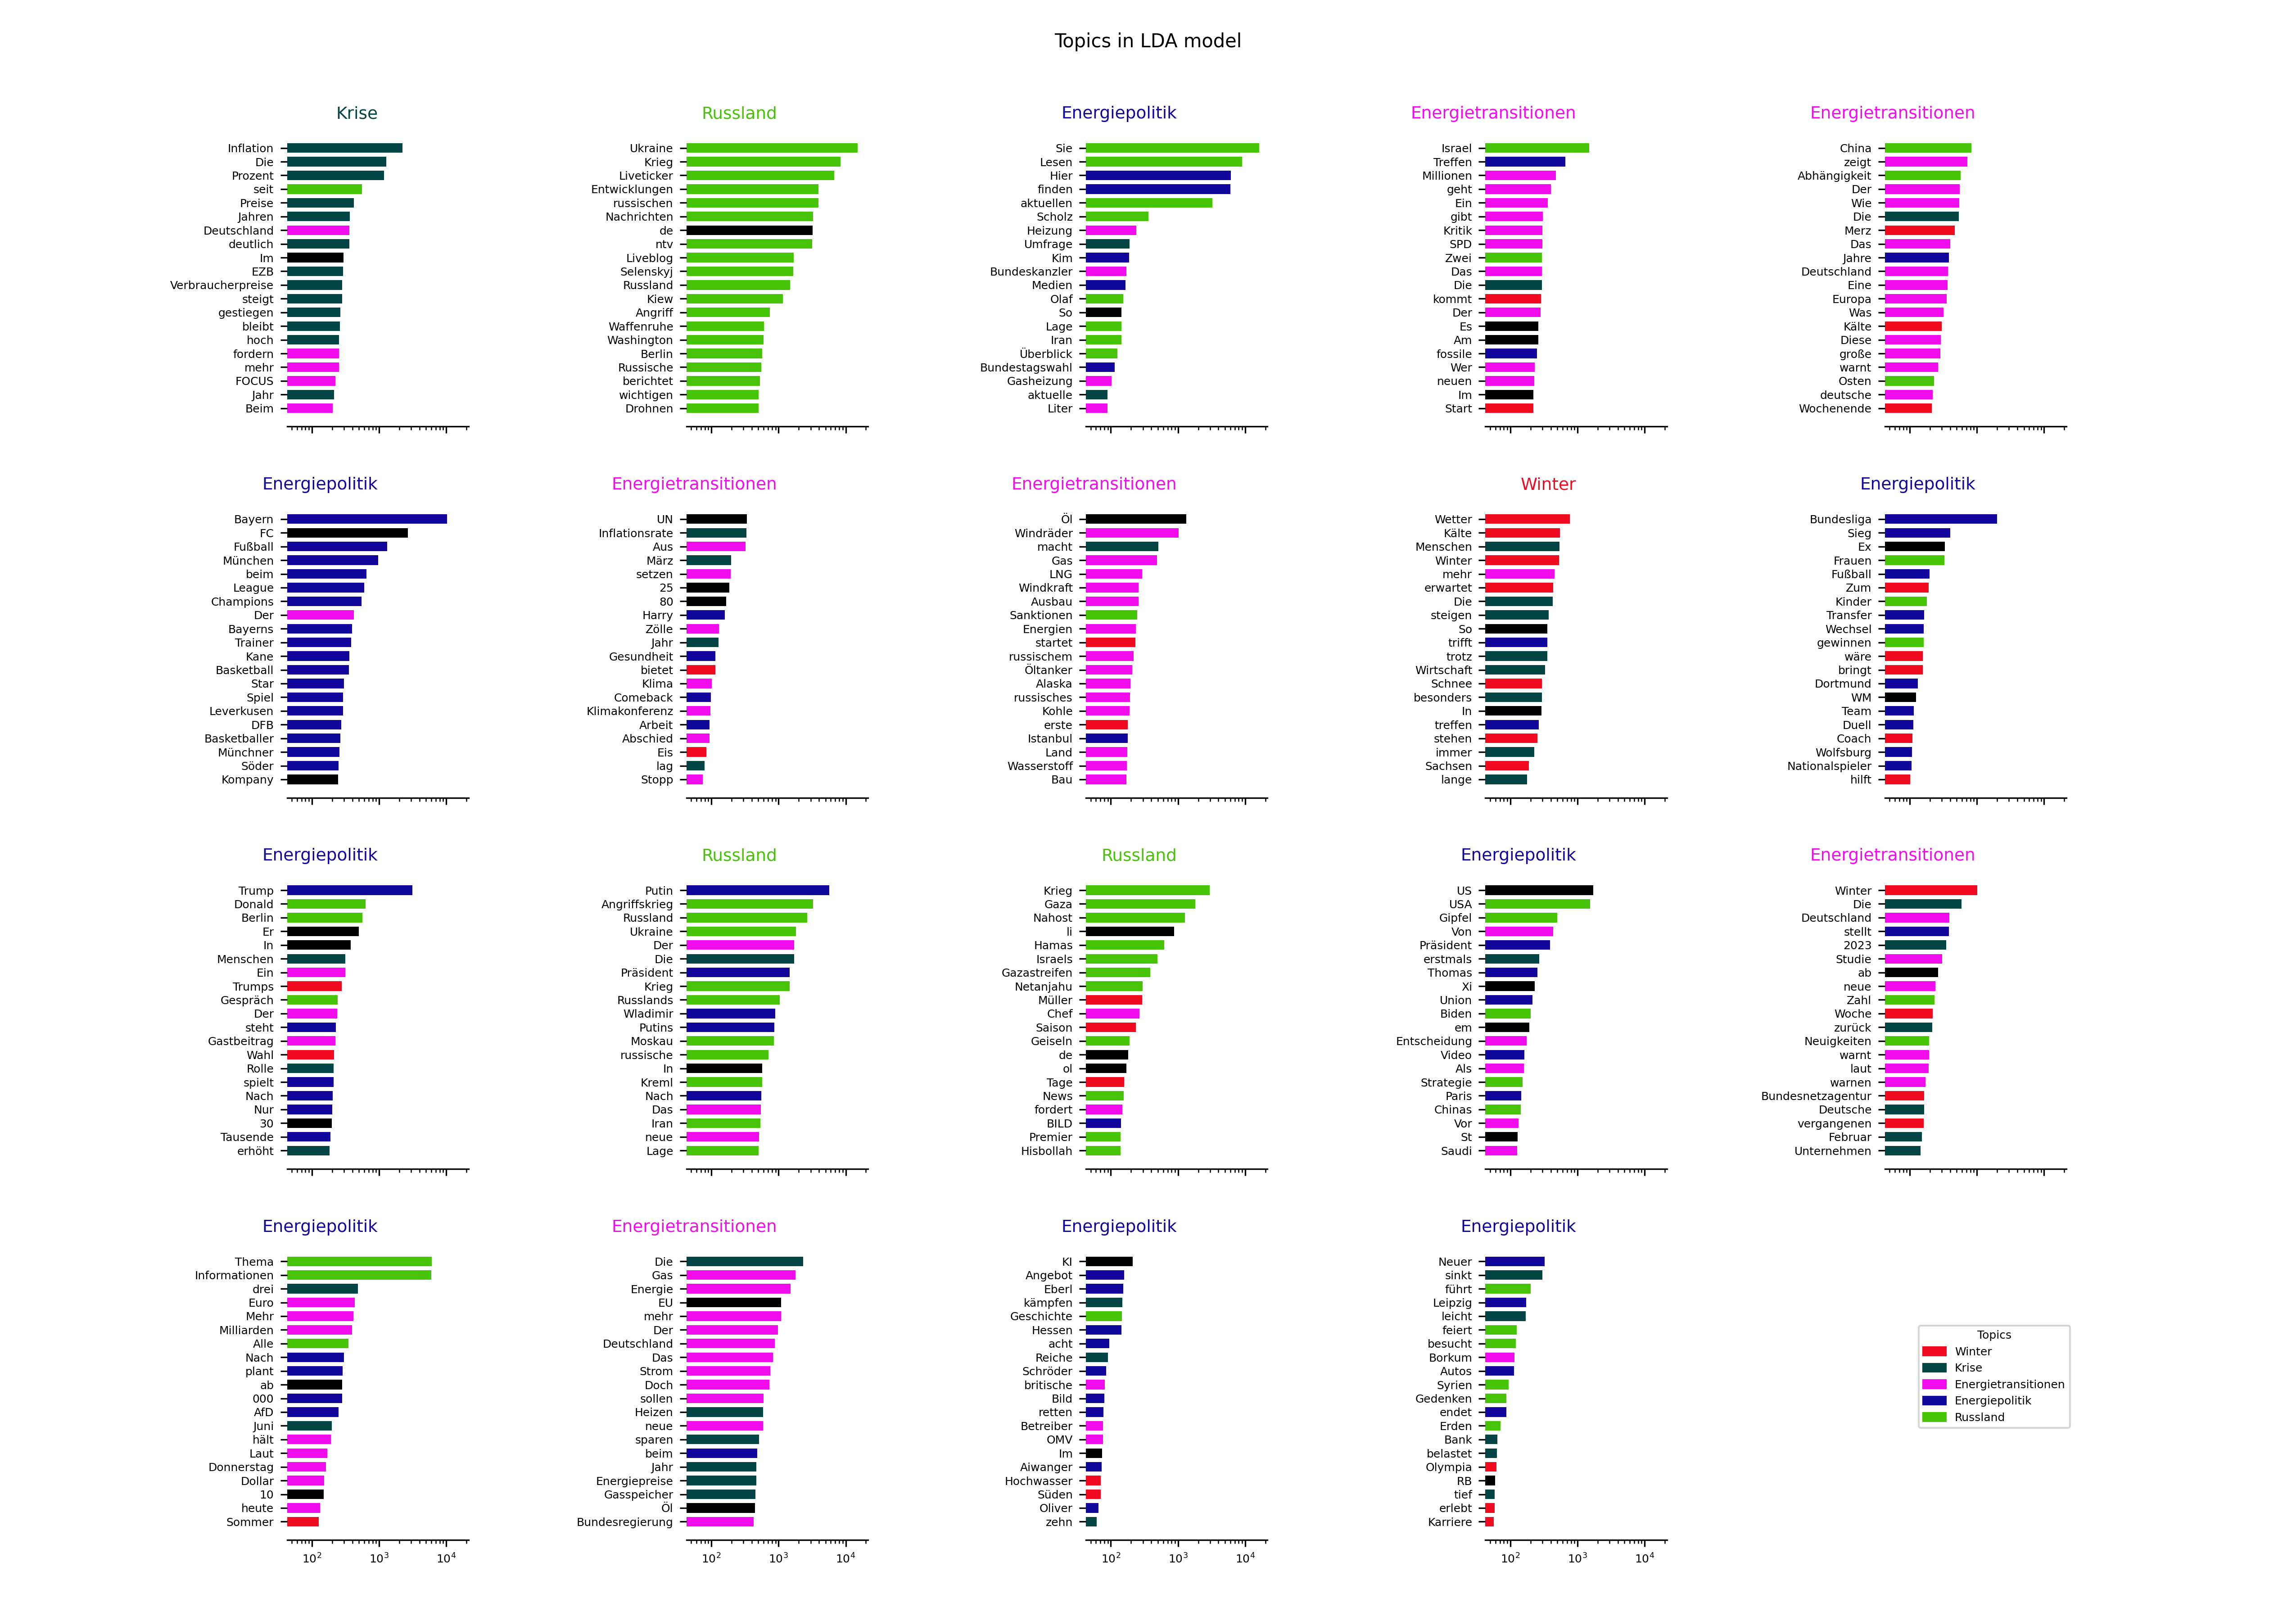 Topics in LDA model
Krise
Inflation
Die
Prozent
seit
Preise
Jahren
Deutschland
deutlich
Im
EZB
Verbraucherpreise
steigt
gestiegen
bleibt
hoch
fordern
mehr
FOCUS
Jahr
Beim
Russland
Ukraine
Krieg
Liveticker
Entwicklungen
russischen
Nachrichten
de
ntv
Liveblog
Selenskyj
Russland
Kiew
Angriff
Waffenruhe
Washington
Berlin
Russische
berichtet
wichtigen
Drohnen
Energiepolitik
Sie
Lesen
Hier
finden
aktuellen
Scholz
Heizung
Umfrage
Kim
Bundeskanzler
Medien
Olaf
So
Lage
Iran
Überblick
Bundestagswahl
Gasheizung
aktuelle
Liter
Energietransitionen
Israel
Treffen
Millionen
geht
Ein
gibt
Kritik
SPD
Zwei
Das
Die
kommt
Der
Es
Am
fossile
Wer
neuen
Im
Start
Energietransitionen
China
zeigt
Abhängigkeit
Der
Wie
Die
Merz
Das
Jahre
Deutschland
Eine
Europa
Was
Kälte
Diese
große
warnt
Osten
deutsche
Wochenende
Energiepolitik
Bayern
FC
Fußball
München
beim
League
Champions
Der
Bayerns
Trainer
Kane
Basketball
Star
Spiel
Leverkusen
DFB
Basketballer
Münchner
Söder
Kompany
Energietransitionen
UN
Inflationsrate
Aus
März
setzen
25
80
Harry
Zölle
Jahr
Gesundheit
bietet
Klima
Comeback
Klimakonferenz
Arbeit
Abschied
Eis
lag
Stopp
Energietransitionen
Öl
Windräder
macht
Gas
LNG
Windkraft
Ausbau
Sanktionen
Energien
startet
russischem
Öltanker
Alaska
russisches
Kohle
erste
Istanbul
Land
Wasserstoff
Bau
Winter
Wetter
Kälte
Menschen
Winter
mehr
erwartet
Die
steigen
So
trifft
trotz
Wirtschaft
Schnee
besonders
In
treffen
stehen
immer
Sachsen
lange
Energiepolitik
Bundesliga
Sieg
Ex
Frauen
Fußball
Zum
Kinder
Transfer
Wechsel
gewinnen
wäre
bringt
Dortmund
WM
Team
Duell
Coach
Wolfsburg
Nationalspieler
hilft
Energiepolitik
Trump
Donald
Berlin
Er
In
Menschen
Ein
Trumps
Gespräch
Der
steht
Gastbeitrag
Wahl
Rolle
spielt
Nach
Nur
30
Tausende
erhöht
Russland
Putin
Angriffskrieg
Russland
Ukraine
Der
Die
Präsident
Krieg
Russlands
Wladimir
Putins
Moskau
russische
In
Kreml
Nach
Das
Iran
neue
Lage
Russland
Krieg
Gaza
Nahost
li
Hamas
Israels
Gazastreifen
Netanjahu
Müller
Chef
Saison
Geiseln
de
ol
Tage
News
fordert
BILD
Premier
Hisbollah
Energiepolitik
US
USA
Gipfel
Von
Präsident
erstmals
Thomas
Xi
Union
Biden
em
Entscheidung
Video
Als
Strategie
Paris
Chinas
Vor
St
Saudi
Energietransitionen
Winter
Die
Deutschland
stellt
2023
Studie
ab
neue
Zahl
Woche
zurück
Neuigkeiten
warnt
laut
warnen
Bundesnetzagentur
Deutsche
vergangenen
Februar
Unternehmen
Energiepolitik
Thema
Informationen
drei
Euro
Mehr
Milliarden
Alle
Nach
plant
ab
000
AfD
Juni
hält
Laut
Donnerstag
Dollar
10
heute
Sommer
10² 10³ 10⁴
Energietransitionen
Die
Gas
Energie
EU
mehr
Der
Deutschland
Das
Strom
Doch
sollen
Heizen
neue
sparen
beim
Jahr
Energiepreise
Gasspeicher
Öl
Bundesregierung
10² 10³ 10⁴
Energiepolitik
KI
Angebot
Eberl
kämpfen
Geschichte
Hessen
acht
Reiche
Schröder
britische
Bild
retten
Betreiber
OMV
Im
Aiwanger
Hochwasser
Süden
Oliver
zehn
10² 10³ 10⁴
Energiepolitik
Neuer
sinkt
führt
Leipzig
leicht
feiert
besucht
Borkum
Autos
Syrien
Gedenken
endet
Erden
Bank
belastet
Olympia
RB
tief
erlebt
Karriere
10² 10³ 10⁴
Topics
Winter
Krise
Energietransitionen
Energiepolitik
Russland